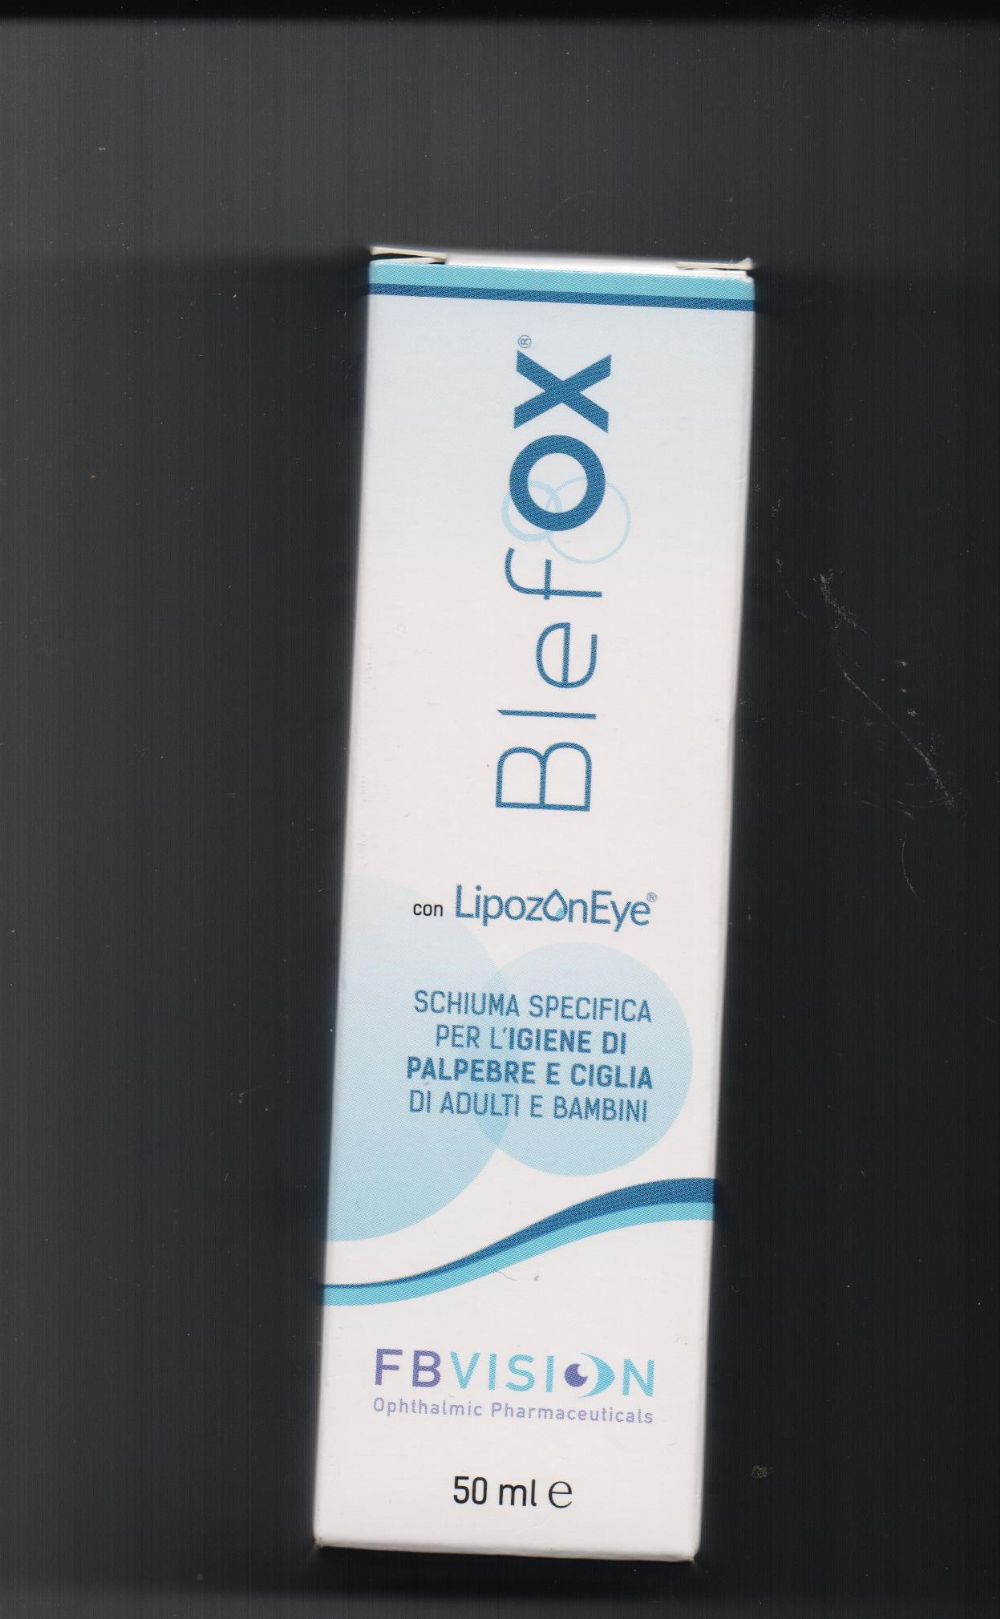 Blefox®
con LipozonEye®
SCHIUMA SPECIFICA
PER L'IGIENE DI
PALPEBRE E CIGLIA
DI ADULTI E BAMBINI
FBVISION
Ophthalmic Pharmaceuticals
50 ml e